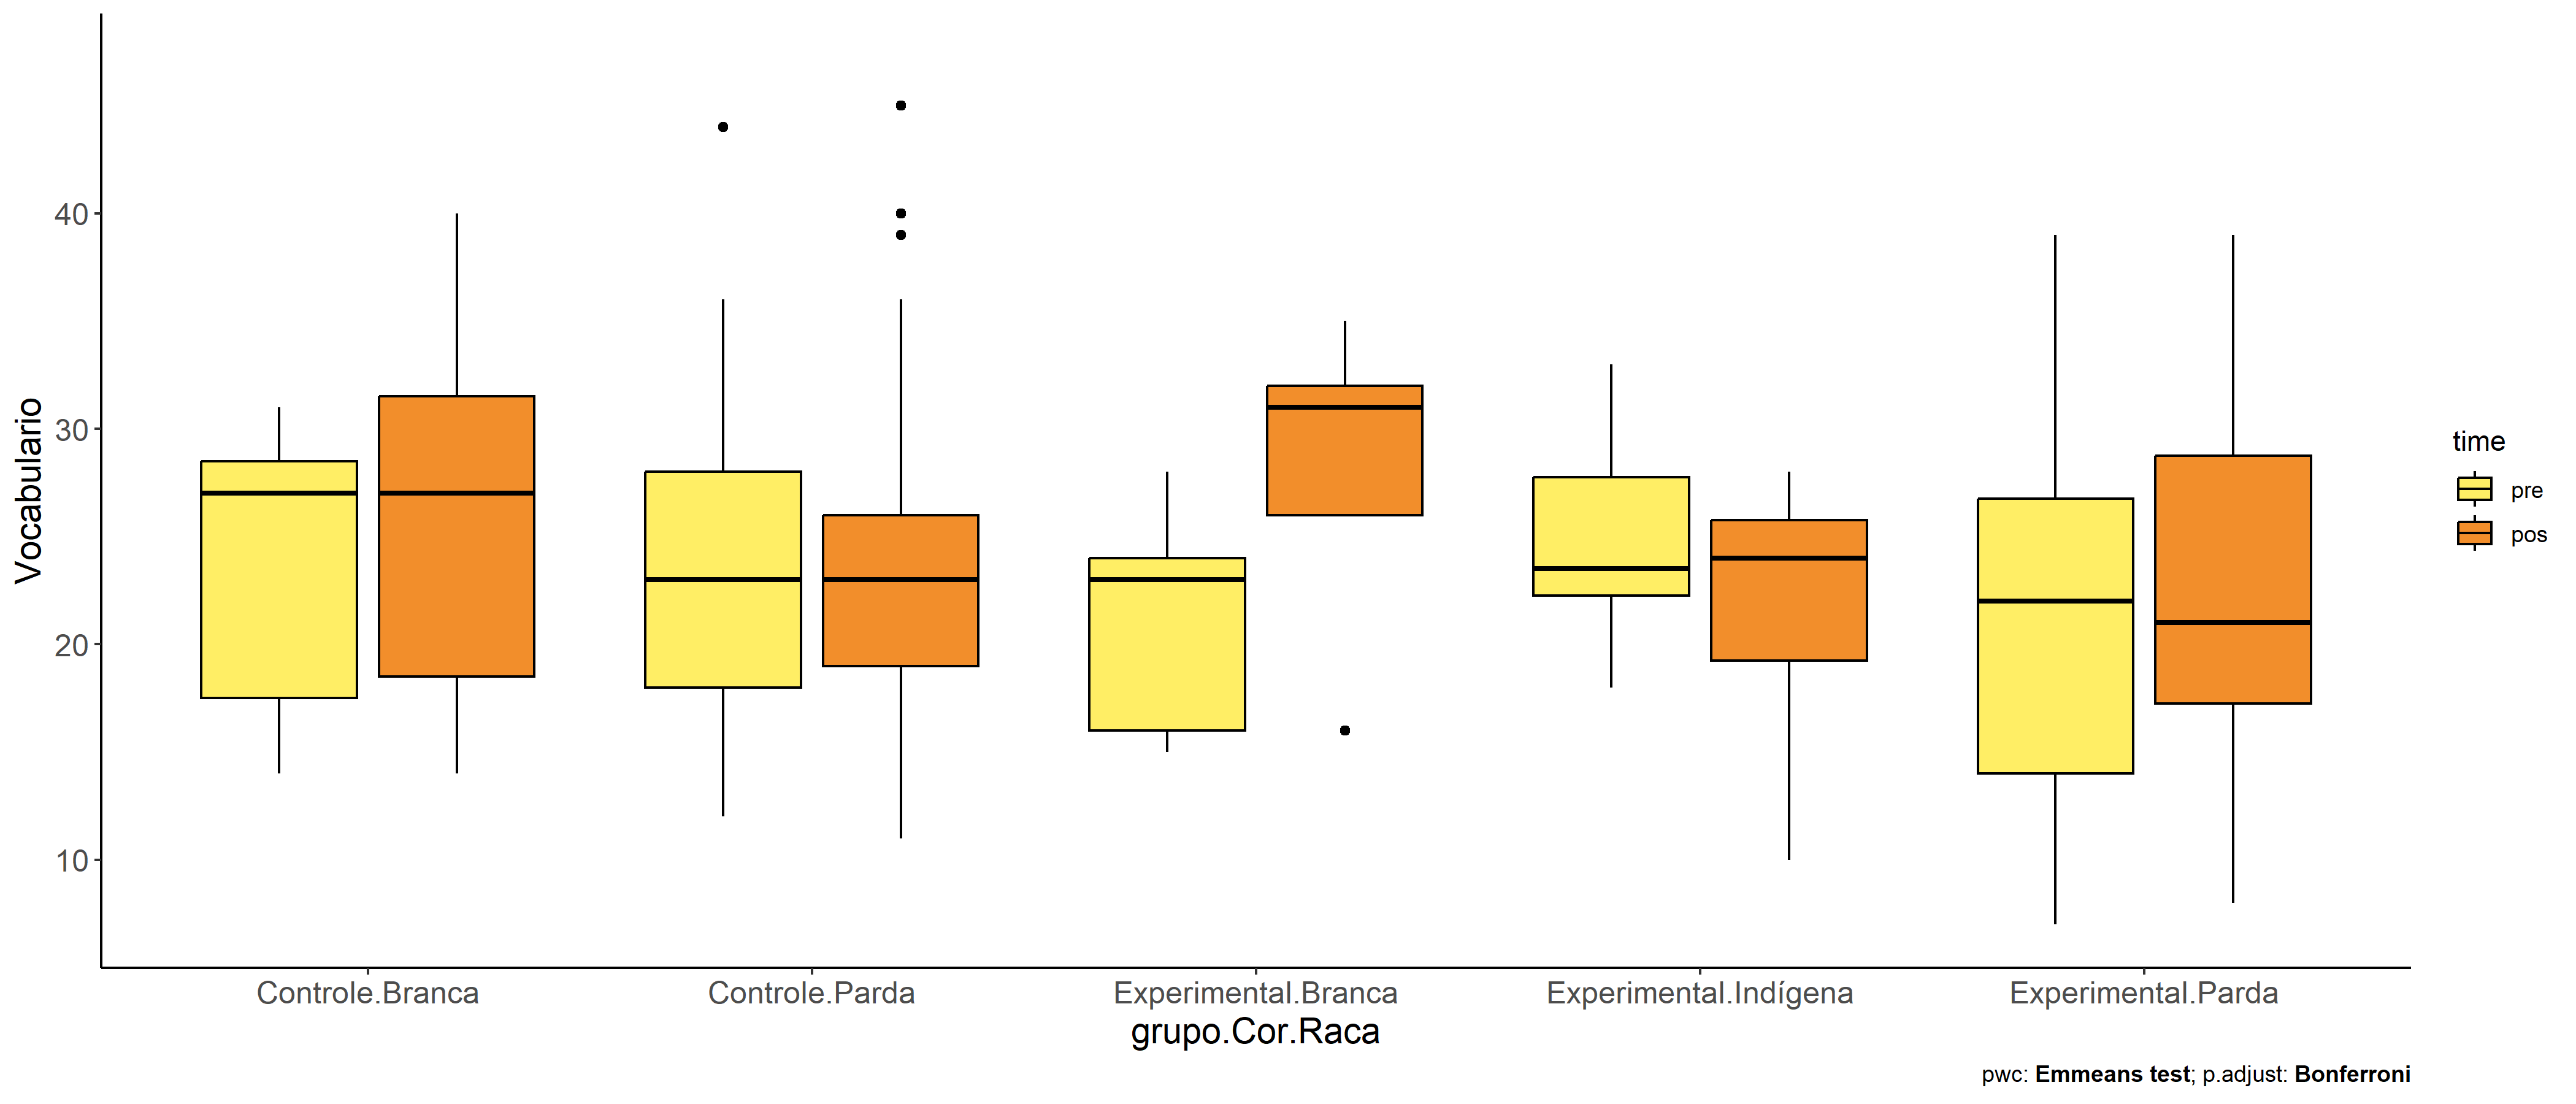 Vocabulario
40
30
20
10
Controle.Branca
Controle.Parda
Experimental.Branca
Experimental.Indígena
Experimental.Parda
grupo.Cor.Raca
time
pre
pos
pwc: Emmeans test; p.adjust: Bonferroni